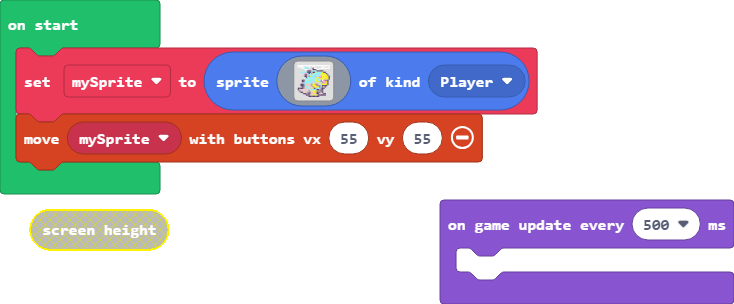 on start
set mySprite to sprite of kind Player
move mySprite with buttons vx 55 vy 55
screen height
on game update every 500 ms